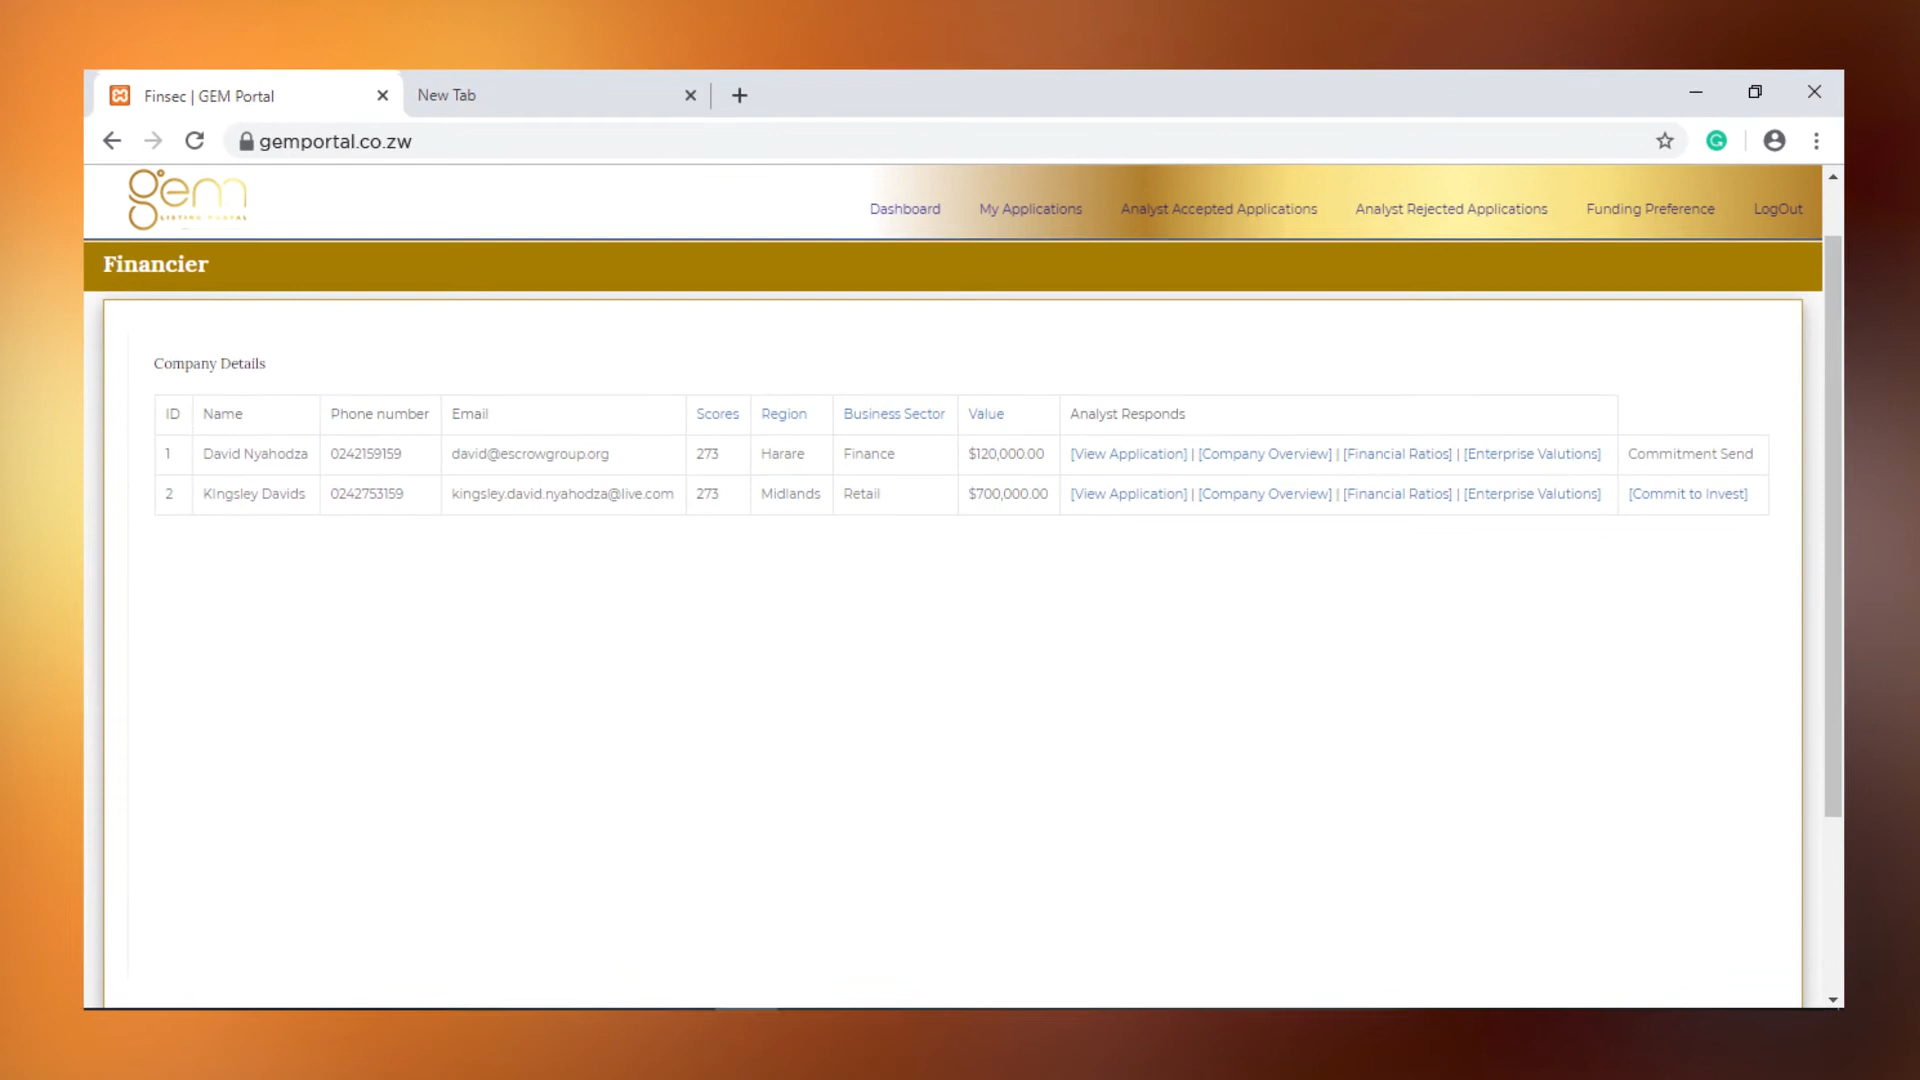 Finsec | GEM Portal
New Tab
gemportal.co.zw
gem
LISTING PORTAL
Dashboard My Applications Analyst Accepted Applications Analyst Rejected Applications Funding Preference LogOut
Financier
Company Details
ID Name Phone number Email Scores Region Business Sector Value Analyst Responds
1 David Nyahodza 0242159159 david@escrowgroup.org 273 Harare Finance $120,000.00 [View Application] | [Company Overview] | [Financial Ratios] | [Enterprise Valutions] Commitment Send
2 KIngsley Davids 0242753159 kingsley.david.nyahodza@live.com 273 Midlands Retail $700,000.00 [View Application] | [Company Overview] | [Financial Ratios] | [Enterprise Valutions] [Commit to Invest]